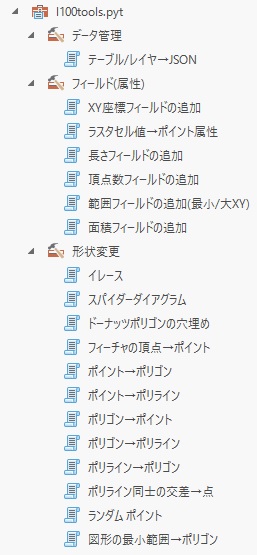 l100tools.pyt
データ管理
テーブル/レイヤ→JSON
フィールド(属性)
XY座標フィールドの追加
ラスタセル値→ポイント属性
長さフィールドの追加
頂点数フィールドの追加
範囲フィールドの追加(最小/大XY)
面積フィールドの追加
形状変更
イレース
スパイダーダイアグラム
ドーナッツポリゴンの穴埋め
フィーチャの頂点→ポイント
ポイント→ポリゴン
ポイント→ポリライン
ポリゴン→ポイント
ポリゴン→ポリライン
ポリライン→ポリゴン
ポリライン同士の交差→点
ランダム ポイント
図形の最小範囲→ポリゴン